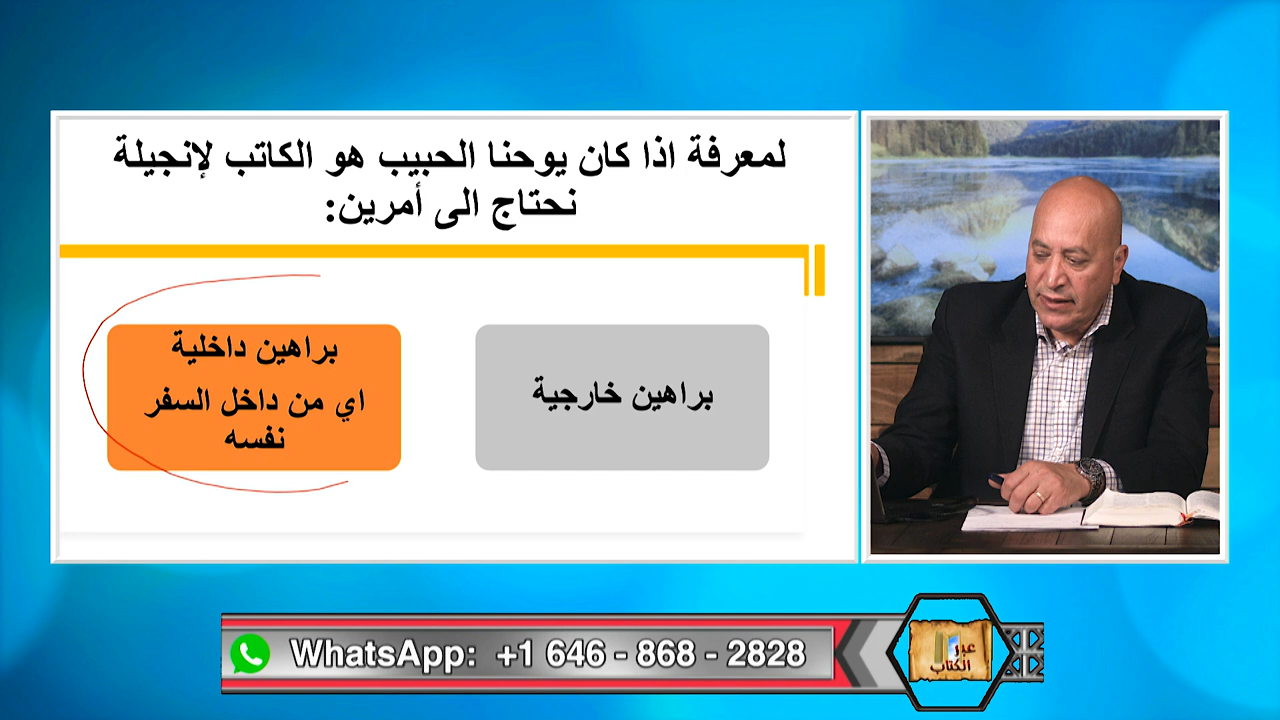 لمعرفة اذا كان يوحنا الحبيب هو الكاتب لإنجيلة
نحتاج الى أمرين:
براهين خارجية
براهين داخلية
اي من داخل السفر
نفسه
WhatsApp: +1 646 - 868 - 2828
عبر
الكتاب